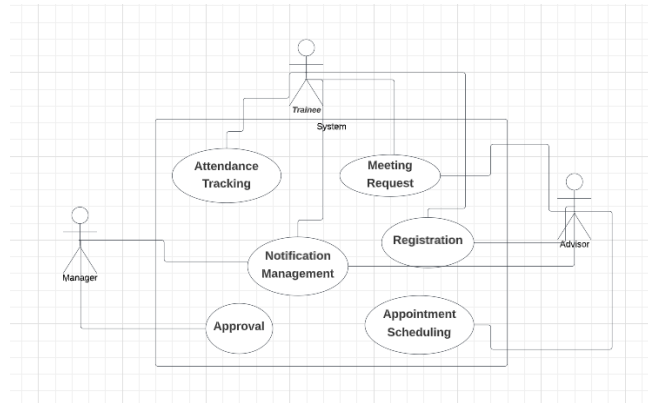 Trainee
System
Attendance
Tracking
Meeting
Request
Advisor
Registration
Manager
Notification
Management
Approval
Appointment
Scheduling